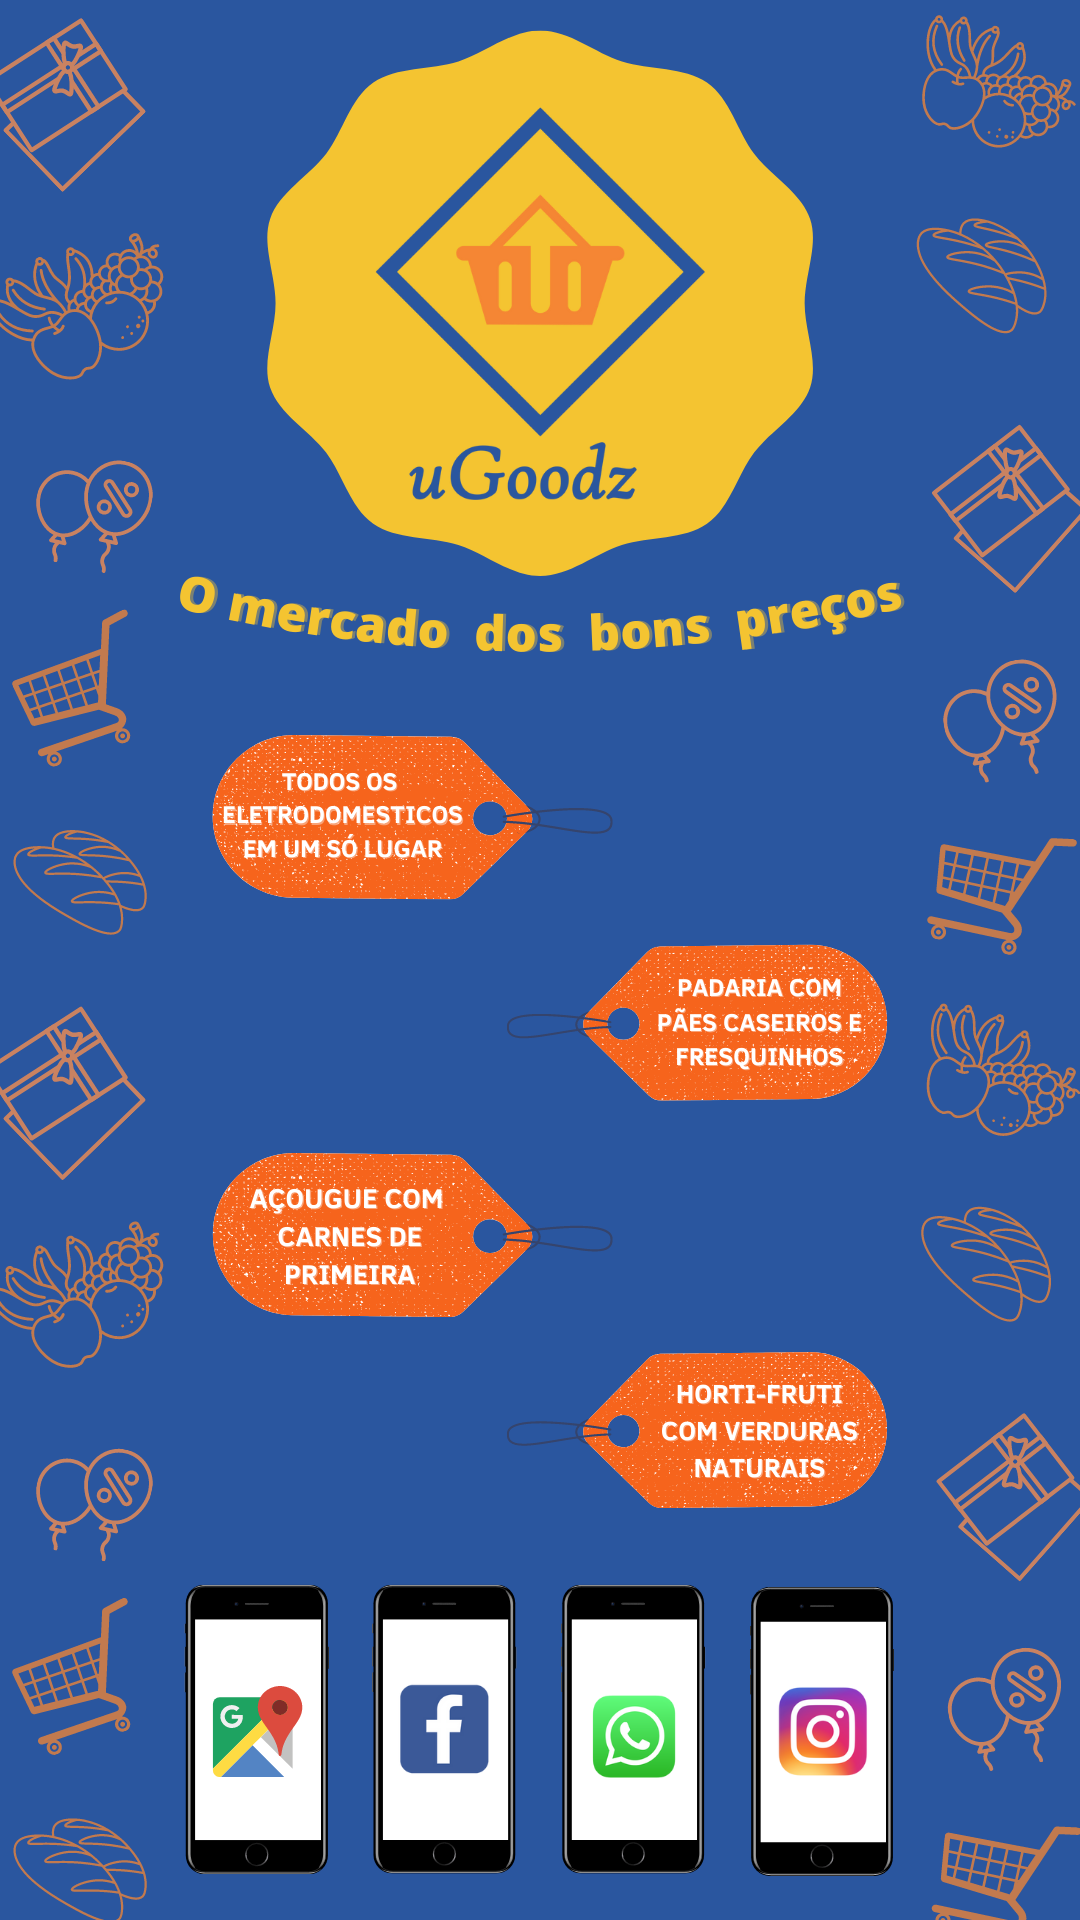 uGoodz
O mercado dos bons preços
TODOS OS
ELETRODOMESTICOS
EM UM SÓ LUGAR
PADARIA COM
PÃES CASEIROS E
FRESQUINHOS
AÇOUGUE COM
CARNES DE
PRIMEIRA
HORTI-FRUTI
COM VERDURAS
NATURAIS
G
f